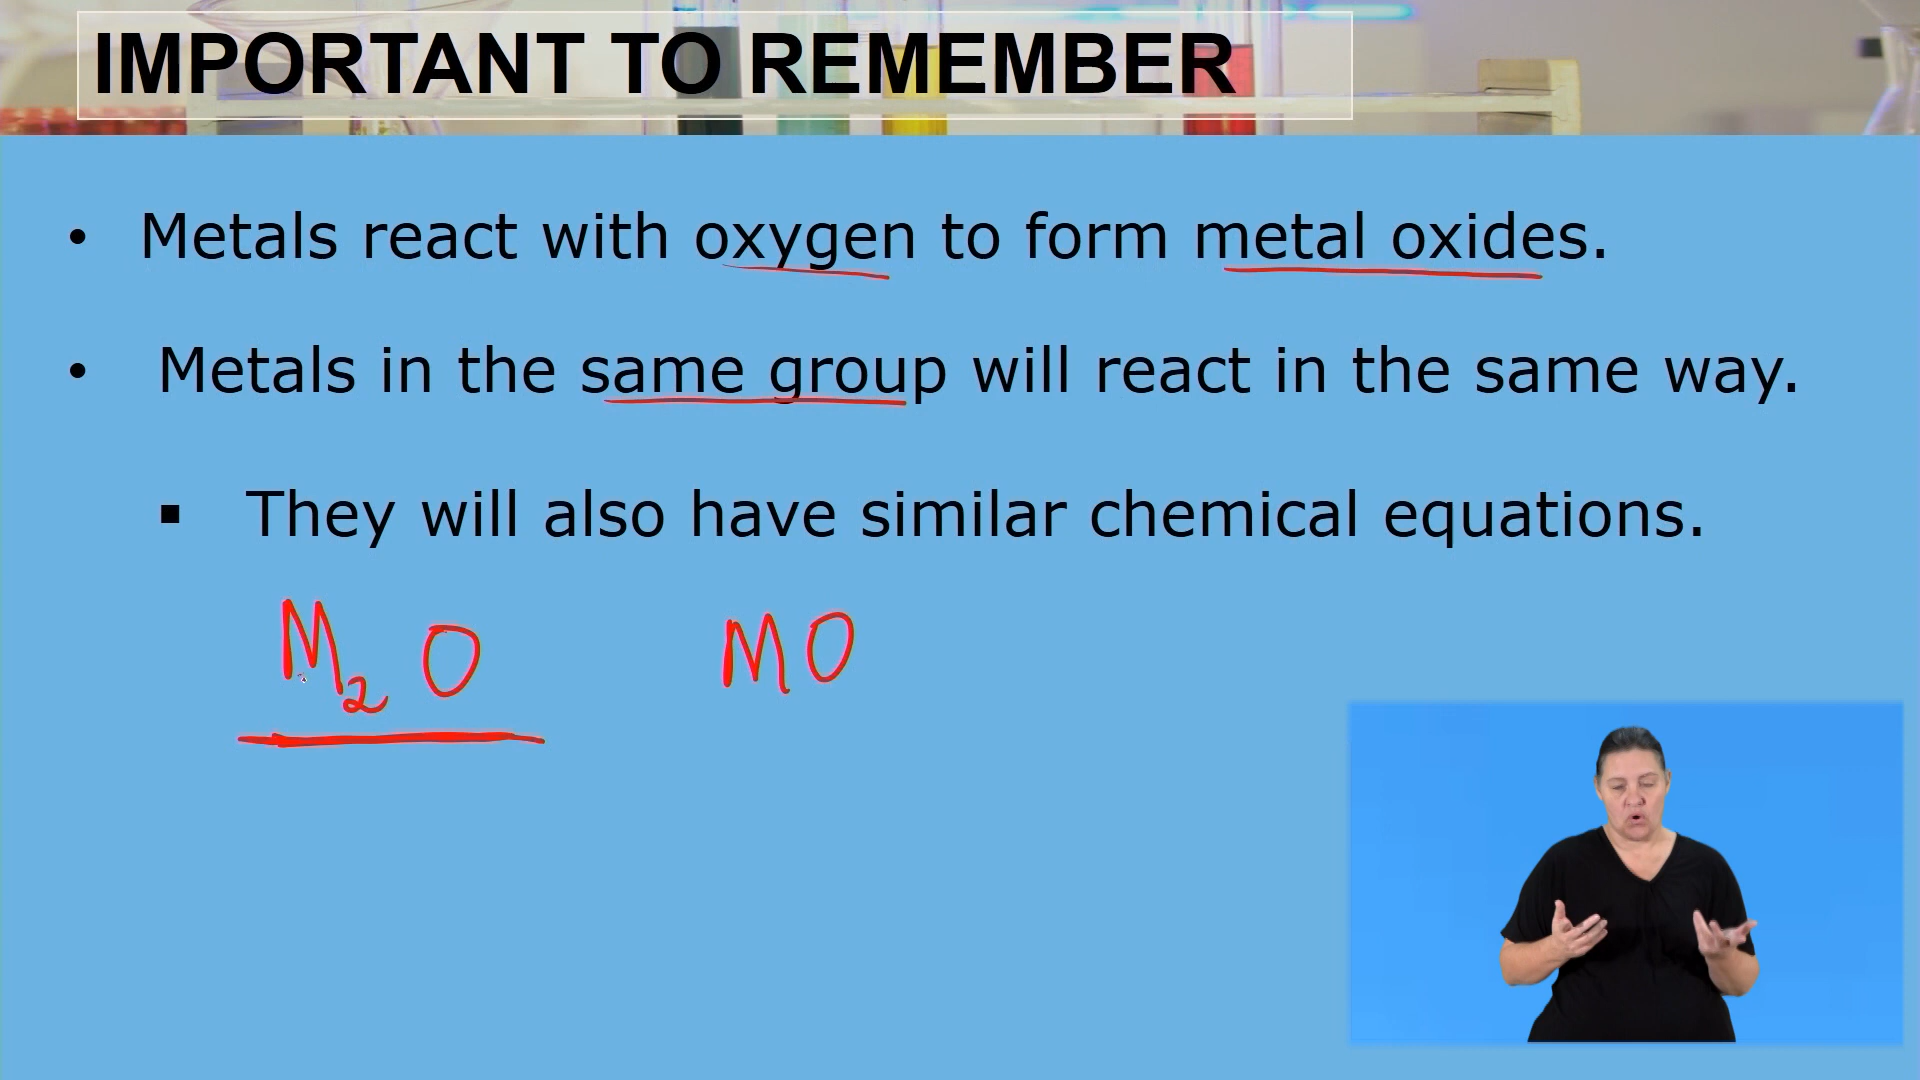 IMPORTANT TO REMEMBER
• Metals react with oxygen to form metal oxides.
• Metals in the same group will react in the same way.
▪ They will also have similar chemical equations.
M₂O MO